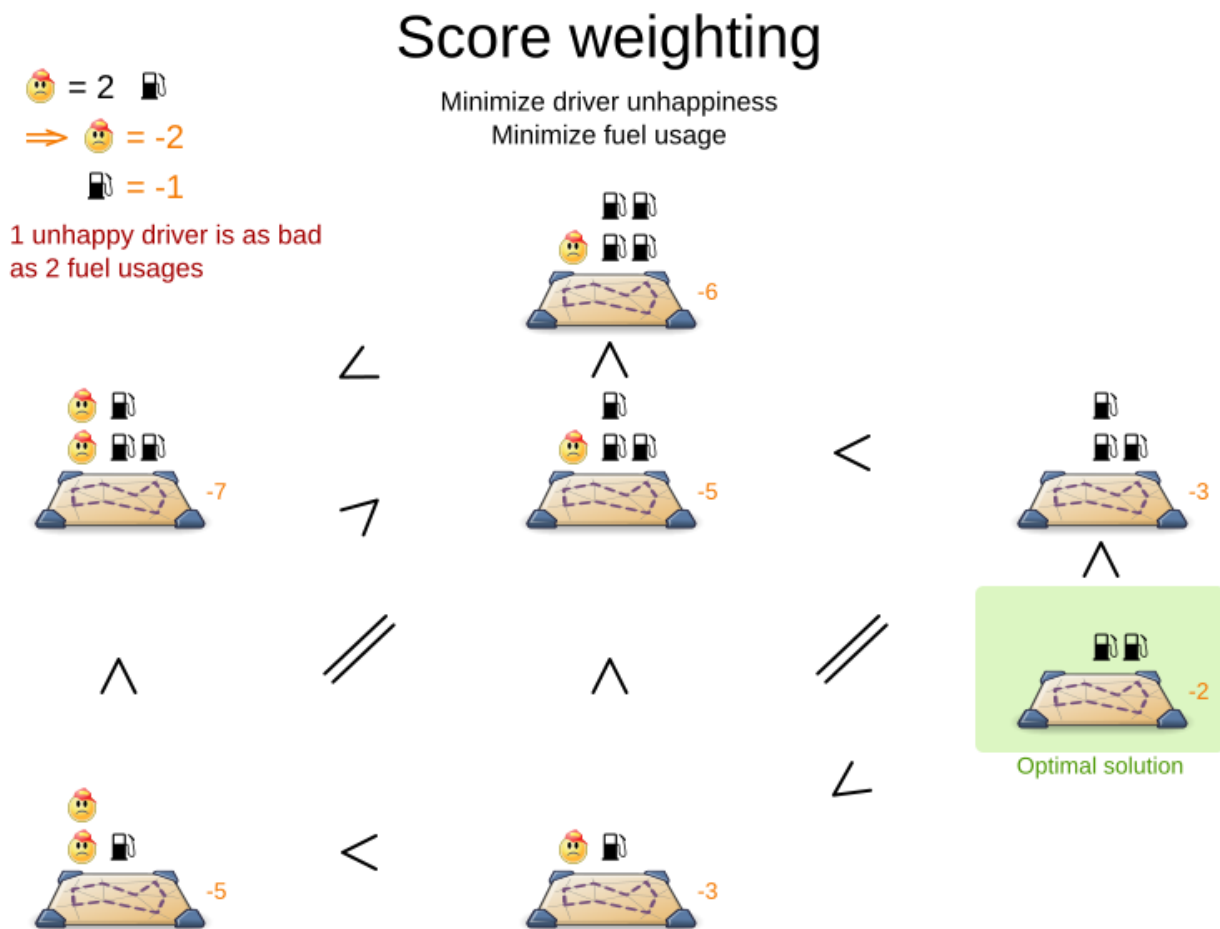 Score weighting
= 2
Minimize driver unhappiness
Minimize fuel usage
⇒ = -2
= -1
1 unhappy driver is as bad
as 2 fuel usages
-6
<
∧
-7
-5
<
-3
>
∧
//
//
∧
∧
-2
Optimal solution
<
-5
<
-3